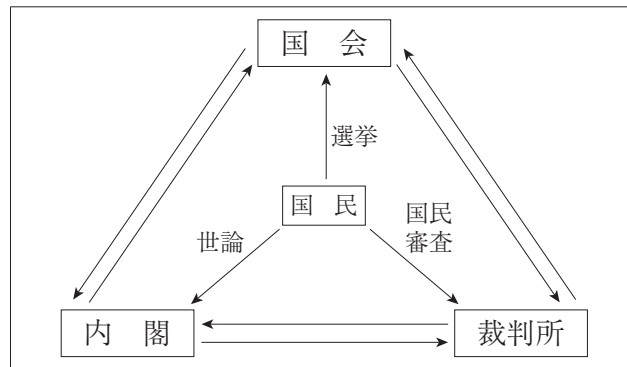 国　会
選挙
国　民
世論
国民
審査
内　閣
裁判所